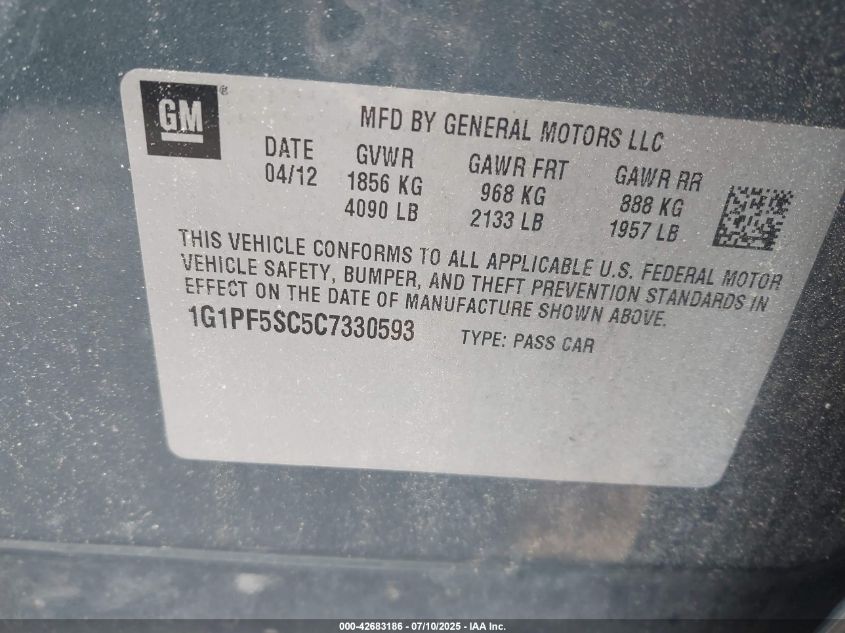 GM®
MFD BY GENERAL MOTORS LLC
DATE GVWR GAWR FRT GAWR RR
04/12 1856 KG 968 KG 888 KG
4090 LB 2133 LB 1957 LB
THIS VEHICLE CONFORMS TO ALL APPLICABLE U.S. FEDERAL MOTOR
VEHICLE SAFETY, BUMPER, AND THEFT PREVENTION STANDARDS IN
EFFECT ON THE DATE OF MANUFACTURE SHOWN ABOVE.
1G1PF5SC5C7330593 TYPE: PASS CAR
000-42683186 - 07/10/2025 - IAA Inc.